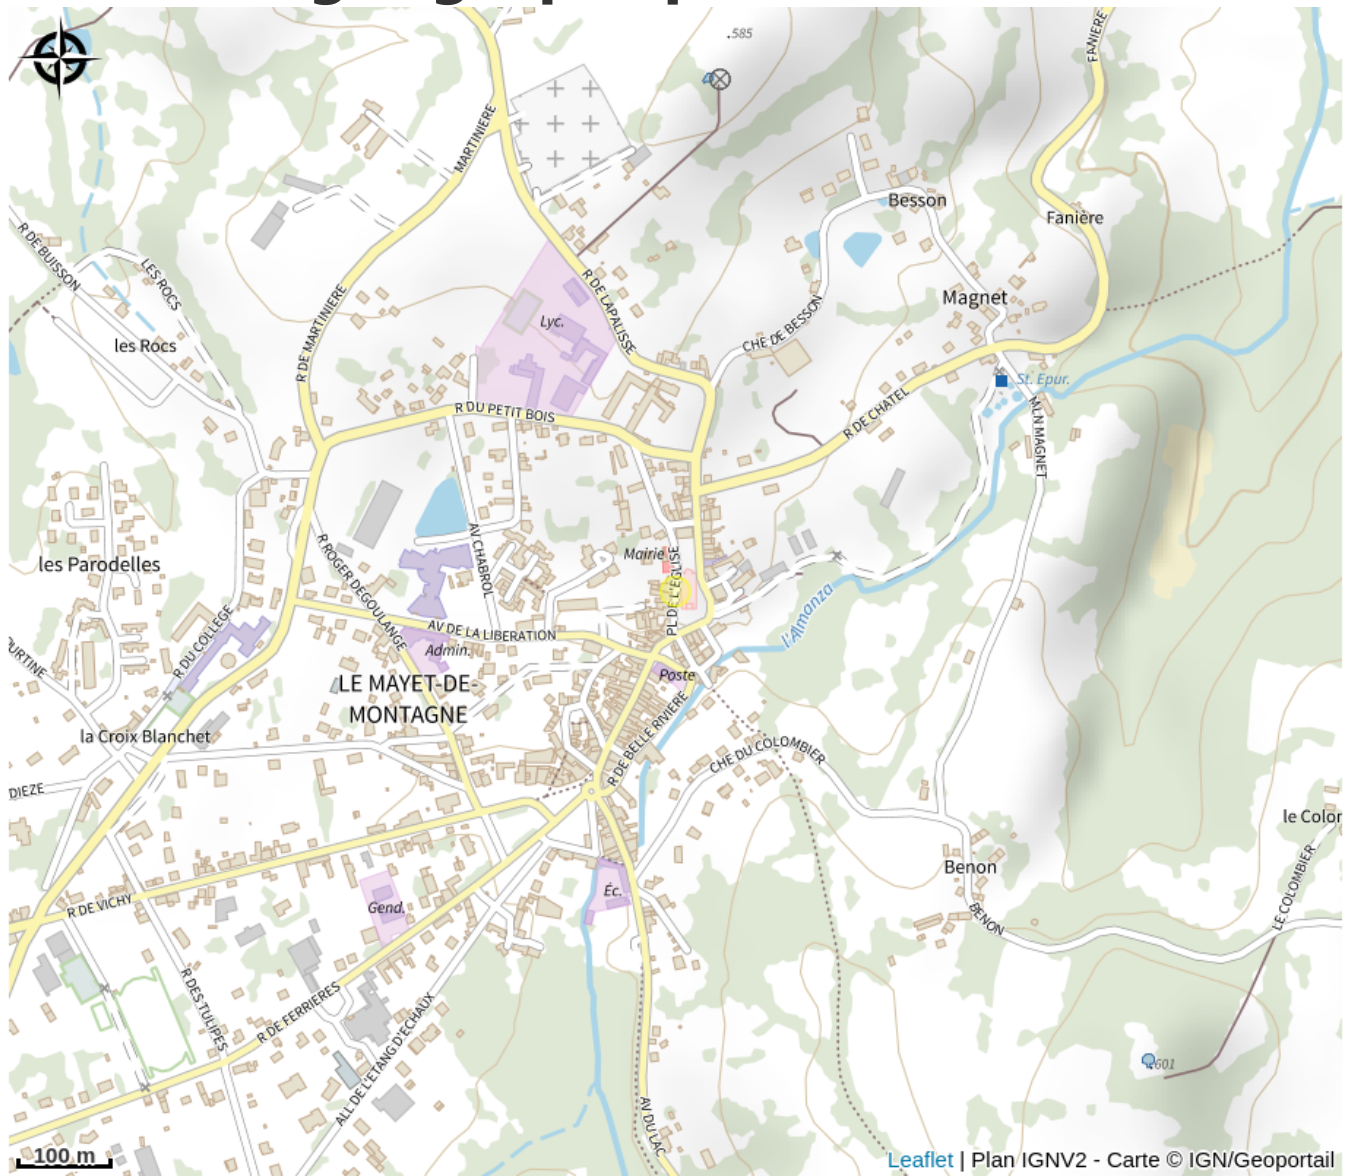 .585
FANIERE
MARTINIERE
Besson
Fanière
R DE BUISSON
LES ROCS
R DE LAPALISSE
Magnet
Lyc.
CHE DE BESSON
R DE MARTINIERE
les Rocs
St. Epur.
R DE CHATEL
R DU PETIT BOIS
MLN MAGNET
AV CHABROL
R ROGER DEGOULANGE
Mairie
PL DE L'EGLISE
les Parodelles
l'Almanza
R DU COLLEGE
AV DE LA LIBERATION
Admin.
Poste
LE MAYET-DE-
MONTAGNE
R DE BELLE RIVIERE
la Croix Blanchet
CHE DU COLOMBIER
DIEZE
le Color
Benon
LE COLOMBIER
Éc.
Gend.
R DE VICHY
BENON
R DES TULIPES
R DE FERRIERES
ALL DE L'ETANG D'ECHAUX
601
AV DU LAC
100 m
Leaflet | Plan IGNV2 - Carte © IGN/Geoportail